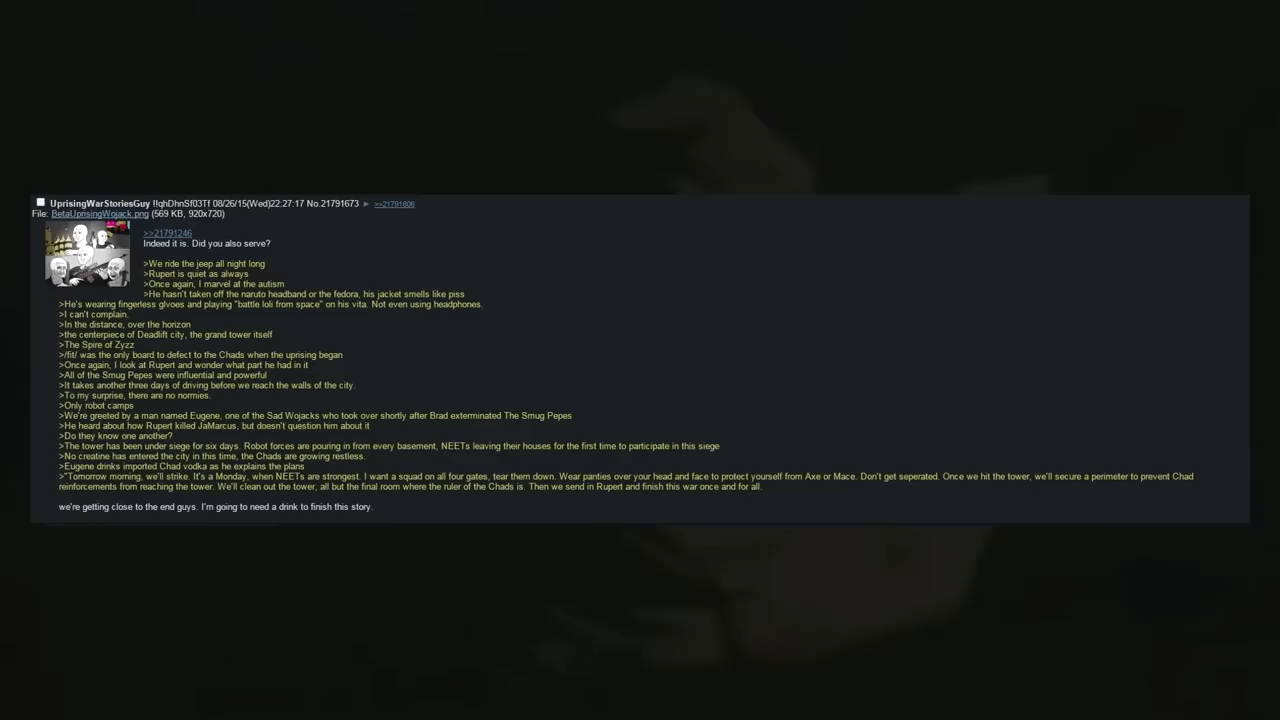 UprisingWarStoriesGuy !!qhDhnSf03Tf 08/26/15(Wed)22:27:17 No.21791673 ► >>21791806
File: BetaUprisingWojack.png (569 KB, 920x720)
>>21791246
Indeed it is. Did you also serve?
>We ride the jeep all night long
>Rupert is quiet as always
>Once again, I marvel at the autism
>He hasn't taken off the naruto headband or the fedora, his jacket smells like piss
>He's wearing fingerless glvoes and playing "battle loli from space" on his vita. Not even using headphones.
>I can't complain.
>In the distance, over the horizon
>the centerpiece of Deadlift city, the grand tower itself
>The Spire of Zyzz
>/fit/ was the only board to defect to the Chads when the uprising began
>Once again, I look at Rupert and wonder what part he had in it
>All of the Smug Pepes were influential and powerful
>It takes another three days of driving before we reach the walls of the city.
>To my surprise, there are no normies.
>Only robot camps
>We're greeted by a man named Eugene, one of the Sad Wojacks who took over shortly after Brad exterminated The Smug Pepes
>He heard about how Rupert killed JaMarcus, but doesn't question him about it
>Do they know one another?
>The tower has been under siege for six days. Robot forces are pouring in from every basement, NEETs leaving their houses for the first time to participate in this siege
>No creatine has entered the city in this time, the Chads are growing restless.
>Eugene drinks imported Chad vodka as he explains the plans
>"Tomorrow morning, we'll strike. It's a Monday, when NEETs are strongest. I want a squad on all four gates, tear them down. Wear panties over your head and face to protect yourself from Axe or Mace. Don't get seperated. Once we hit the tower, we'll secure a perimeter to prevent Chad
reinforcements from reaching the tower. We'll clean out the tower, all but the final room where the ruler of the Chads is. Then we send in Rupert and finish this war once and for all.
we're getting close to the end guys. I'm going to need a drink to finish this story.